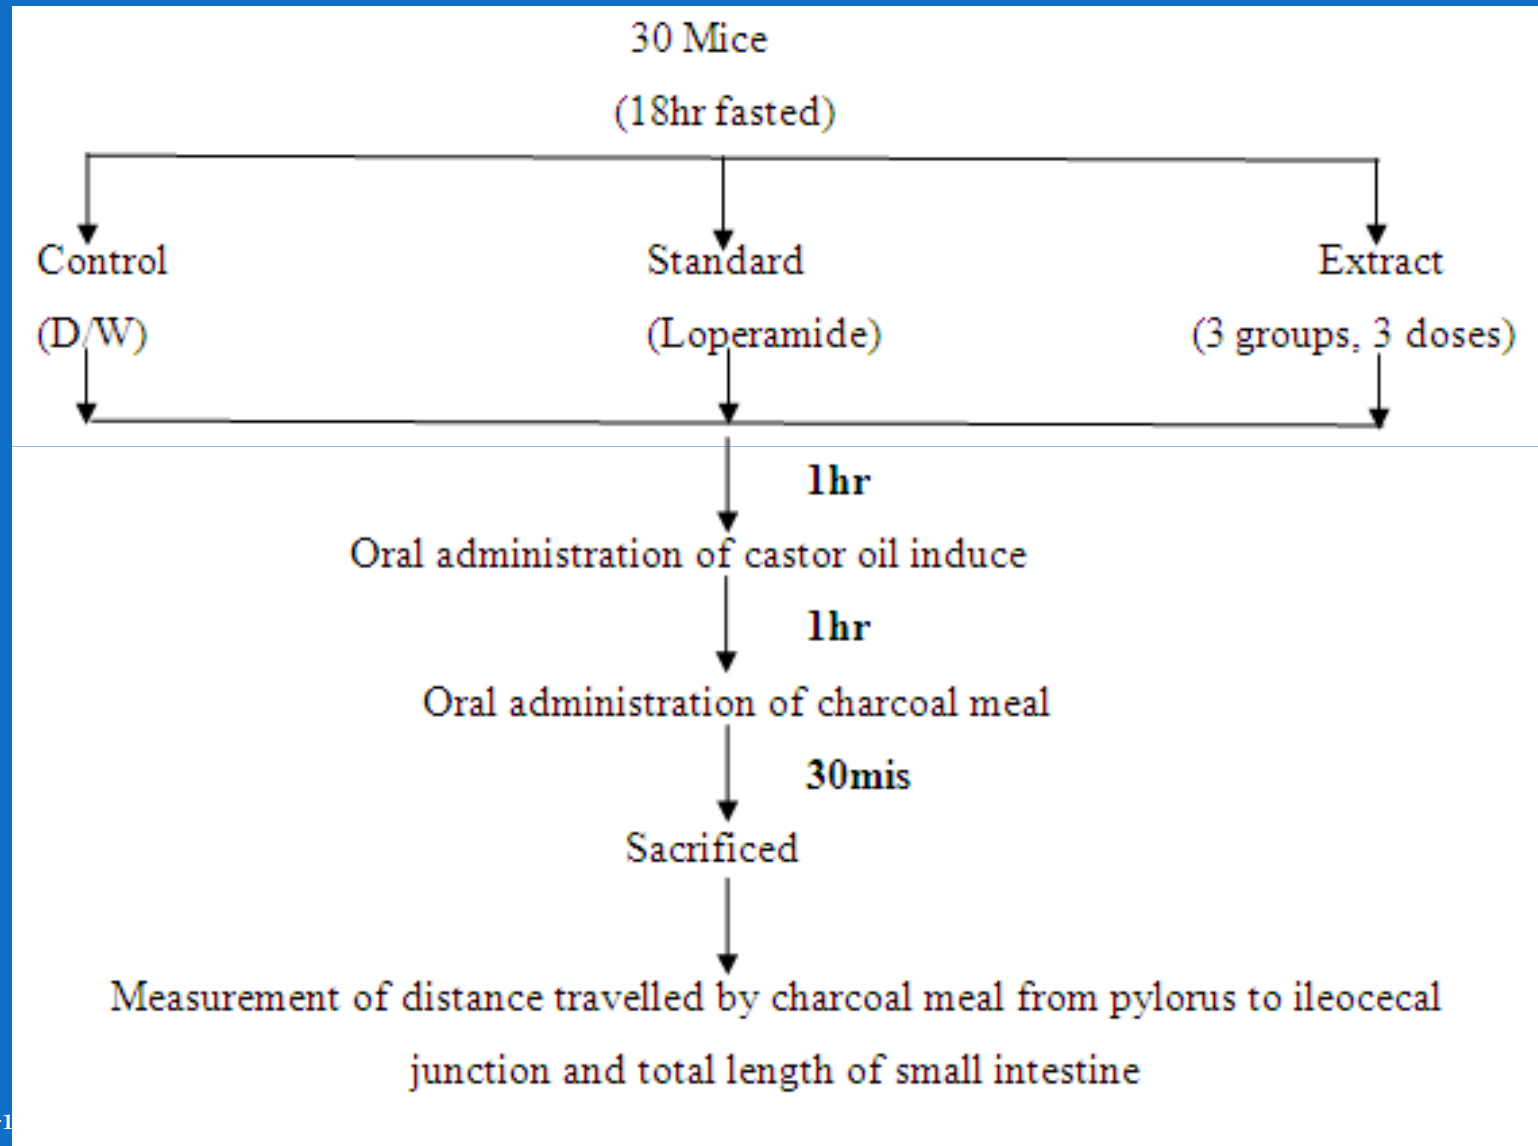 30 Mice
(18hr fasted)
Control
Standard
Extract
(D/W)
(Loperamide)
(3 groups, 3 doses)
1hr
Oral administration of castor oil induce
1hr
Oral administration of charcoal meal
30mis
Sacrificed
Measurement of distance travelled by charcoal meal from pylorus to ileocecal
junction and total length of small intestine